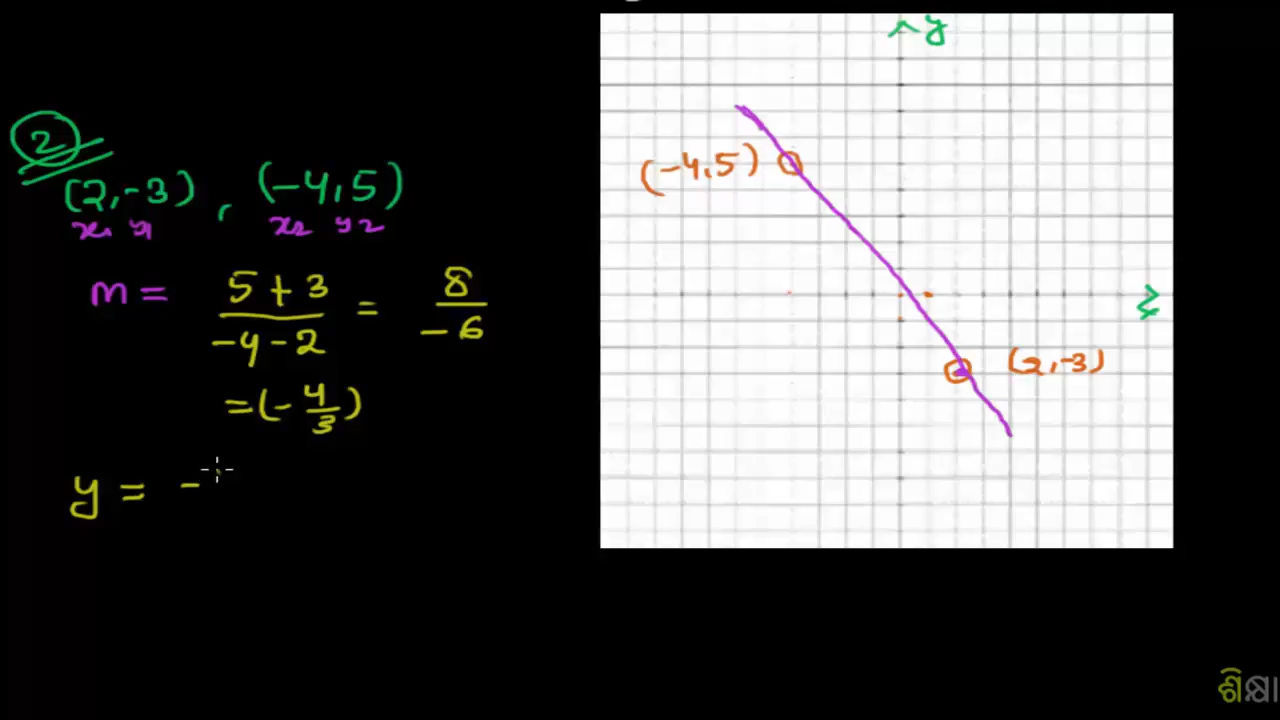 2
(2,-3) , (-4,5)
x1 y1 x2 y2
m = 5+3/-4-2 = 8/-6
= (-4/3)
y = -
y
(-4,5)
(2,-3)
ଶିକ୍ଷା